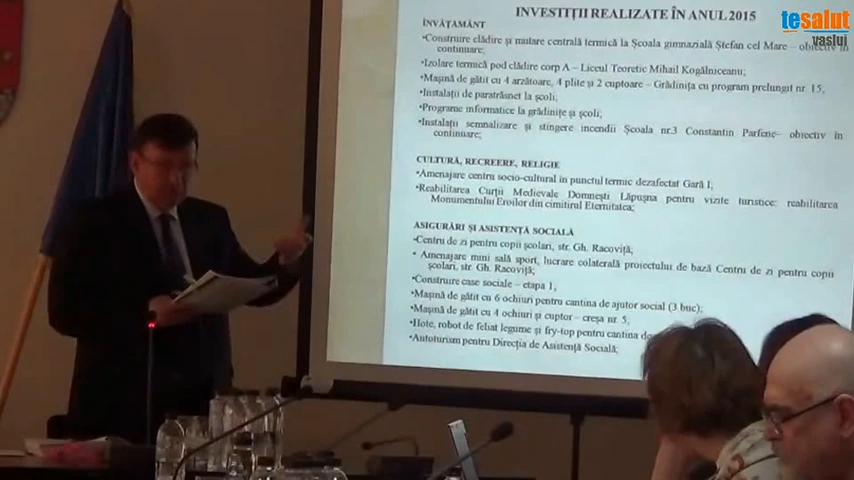 INVESTIȚII REALIZATE ÎN ANUL 2015
tesalut
vaslui
ÎNVĂȚĂMÂNT
•Construire clădire și mutare centrală termică la Școala gimnazială Ștefan cel Mare – obiectiv în
continuare;
•Izolare termică pod clădire corp A – Liceul Teoretic Mihail Kogălniceanu;
•Mașină de gătit cu 4 arzătoare, 4 plite și 2 cuptoare – Grădinița cu program prelungit nr. 15,
•Instalații de paratrăsnet la școli;
•Programe informatice la grădinițe și școli;
•Instalații semnalizare și stingere incendii Școala nr.3 Constantin Parfene– obiectiv în
continuare;
CULTURĂ, RECREERE, RELIGIE
•Amenajare centru socio-cultural în punctul termic dezafectat Gară I;
•Reabilitarea Curții Medievale Domnești Lăpușna pentru vizite turistice: reabilitarea
Monumentului Eroilor din cimitirul Eternitatea;
ASIGURĂRI ȘI ASISTENȚĂ SOCIALĂ
•Centru de zi pentru copii școlari, str. Gh. Racoviță;
• Amenajare mini sală sport, lucrare colaterală proiectului de bază Centru de zi pentru copii
școlari, str. Gh. Racoviță;
•Construire case sociale – etapa 1,
•Mașină de gătit cu 6 ochiuri pentru cantina de ajutor social (3 buc);
•Mașină de gătit cu 4 ochiuri și cuptor – creșa nr. 5,
•Hote, robot de feliat legume și fry-top pentru cantina de
•Autoturism pentru Direcția de Asistență Socială;